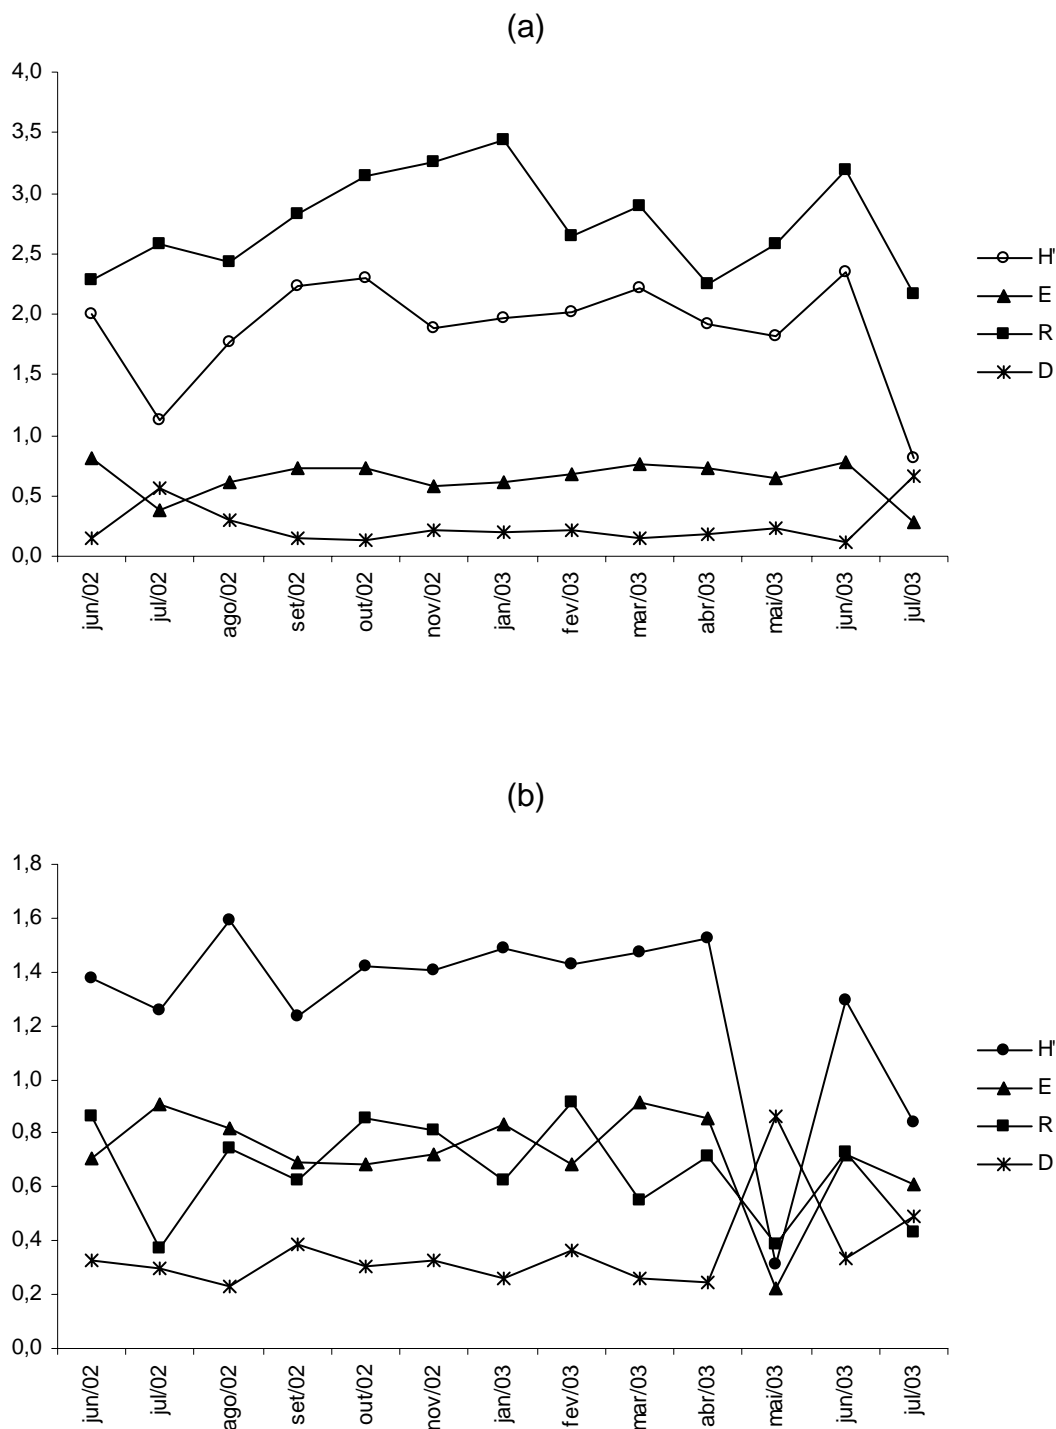 (a)
4,0
3,5
3,0
2,5
2,0
1,5
1,0
0,5
0,0
jun/02
jul/02
ago/02
set/02
out/02
nov/02
jan/03
fev/03
mar/03
abr/03
mai/03
jun/03
jul/03
H'
E
R
D
(b)
1,8
1,6
1,4
1,2
1,0
0,8
0,6
0,4
0,2
0,0
jun/02
jul/02
ago/02
set/02
out/02
nov/02
jan/03
fev/03
mar/03
abr/03
mai/03
jun/03
jul/03
H'
E
R
D